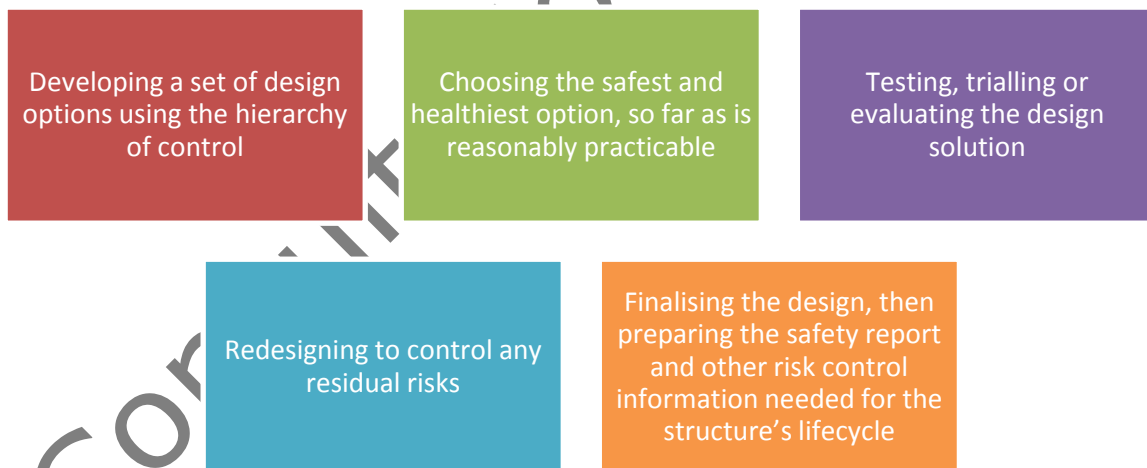 Developing a set of design
options using the hierarchy
of control
Choosing the safest and
healthiest option, so far as is
reasonably practicable
Testing, trialling or
evaluating the design
solution
Redesigning to control any
residual risks
Finalising the design, then
preparing the safety report
and other risk control
information needed for the
structure’s lifecycle